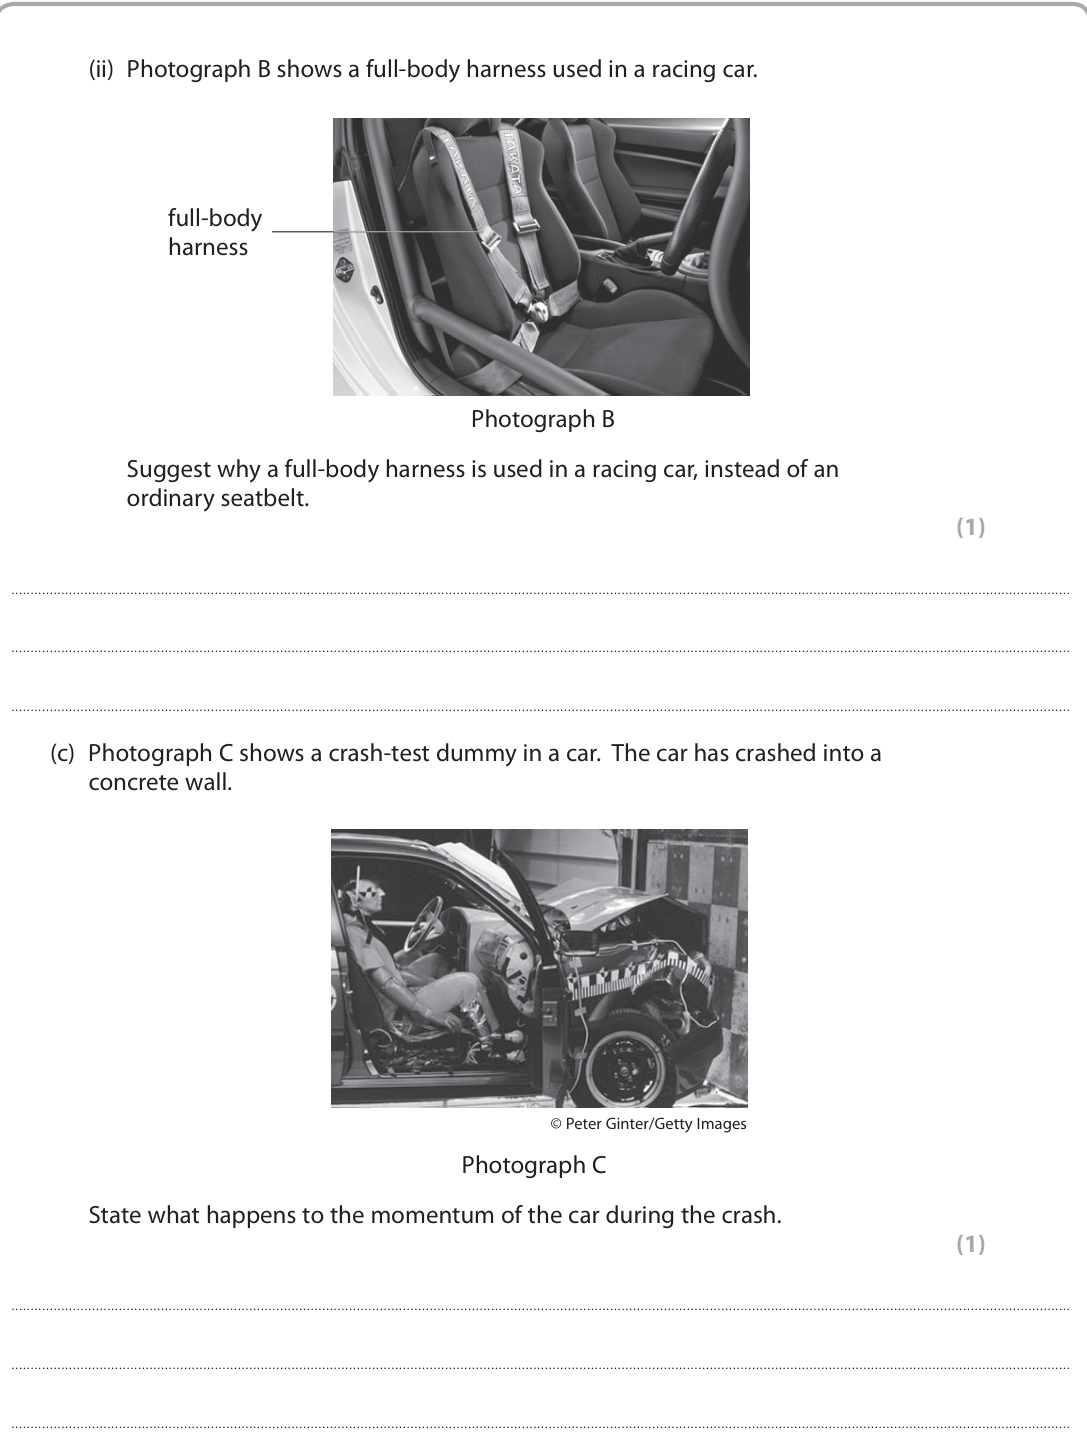 (ii) Photograph B shows a full-body harness used in a racing car.
TAKATA
TAKATA
full-body
harness
Photograph B
Suggest why a full-body harness is used in a racing car, instead of an
ordinary seatbelt.
(1)
(c) Photograph C shows a crash-test dummy in a car. The car has crashed into a
concrete wall.
© Peter Ginter/Getty Images
Photograph C
State what happens to the momentum of the car during the crash.
(1)